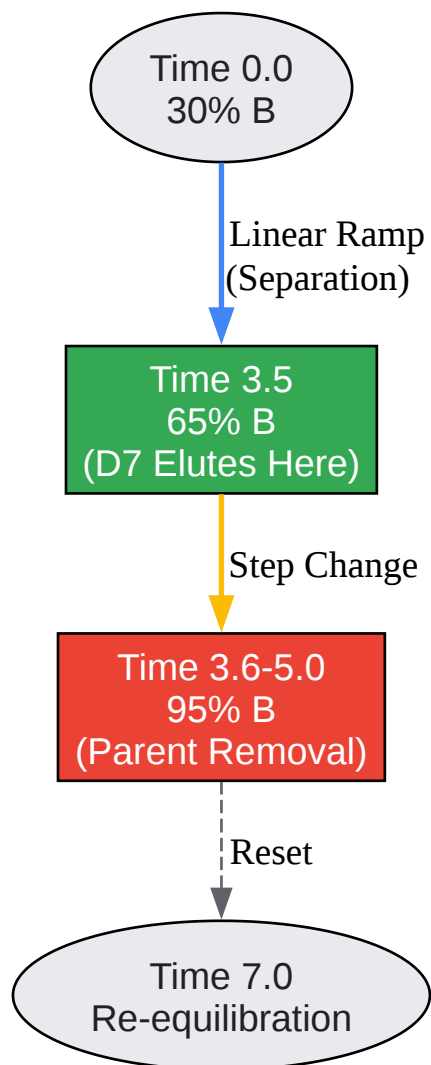 Time 0.0
30% B
Linear Ramp
(Separation)
Time 3.5
65% B
(D7 Elutes Here)
Step Change
Time 3.6-5.0
95% B
(Parent Removal)
Reset
Time 7.0
Re-equilibration